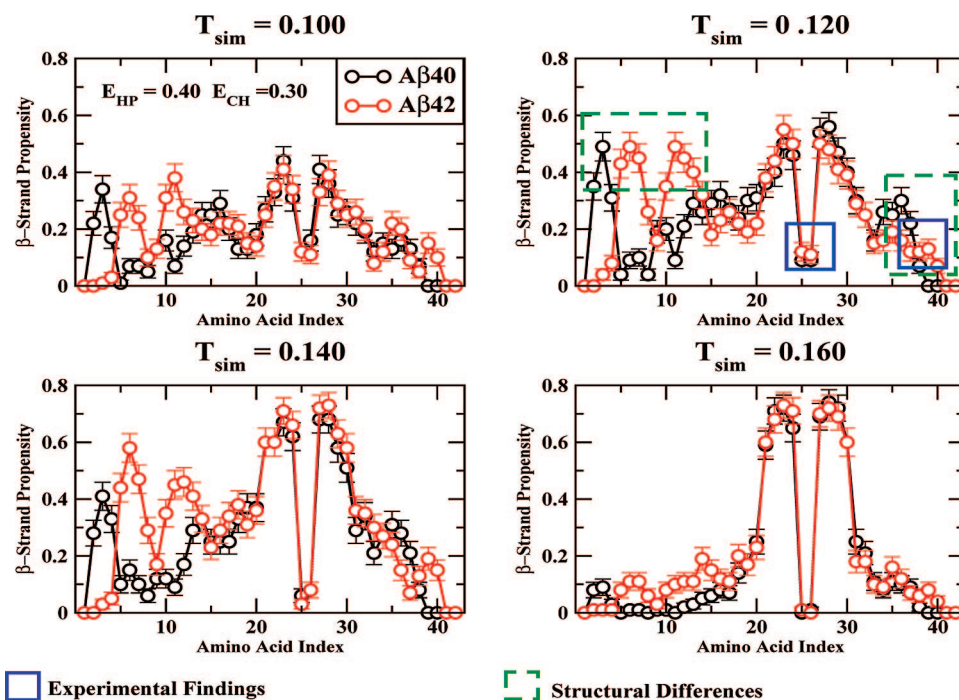 T_sim = 0.100
T_sim = 0 .120
0.8
0.6
0.4
0.2
0
β−Strand Propensity
E_HP = 0.40 E_CH =0.30
Aβ40
Aβ42
10
20
30
40
Amino Acid Index
0.8
0.6
0.4
0.2
0
β−Strand Propensity
10
20
30
40
Amino Acid Index
T_sim = 0.140
T_sim = 0.160
0.8
0.6
0.4
0.2
0
β−Strand Propensity
10
20
30
40
Amino Acid Index
0.8
0.6
0.4
0.2
0
β−Strand Propensity
10
20
30
40
Amino Acid Index
Experimental Findings
Structural Differences